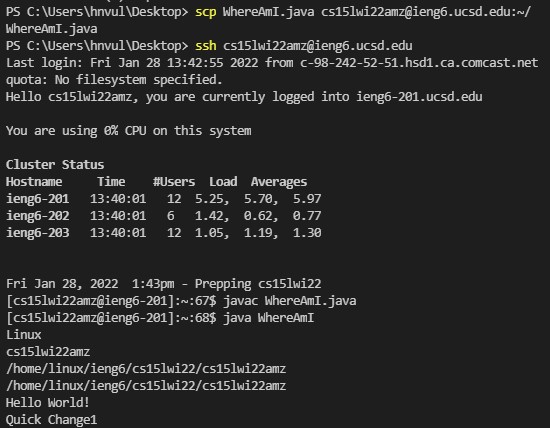 PS C:\Users\hnvul\Desktop> scp WhereAmI.java cs15lwi22amz@ieng6.ucsd.edu:~/
WhereAmI.java
PS C:\Users\hnvul\Desktop> ssh cs15lwi22amz@ieng6.ucsd.edu
Last login: Fri Jan 28 13:42:55 2022 from c-98-242-52-51.hsd1.ca.comcast.net
quota: No filesystem specified.
Hello cs15lwi22amz, you are currently logged into ieng6-201.ucsd.edu
You are using 0% CPU on this system
Cluster Status
Hostname Time #Users Load Averages
ieng6-201 13:40:01 12 5.25, 5.70, 5.97
ieng6-202 13:40:01 6 1.42, 0.62, 0.77
ieng6-203 13:40:01 12 1.05, 1.19, 1.30
Fri Jan 28, 2022 1:43pm - Prepping cs15lwi22
[cs15lwi22amz@ieng6-201]:~:67$ javac WhereAmI.java
[cs15lwi22amz@ieng6-201]:~:68$ java WhereAmI
Linux
cs15lwi22amz
/home/linux/ieng6/cs15lwi22/cs15lwi22amz
/home/linux/ieng6/cs15lwi22/cs15lwi22amz
Hello World!
Quick Change1